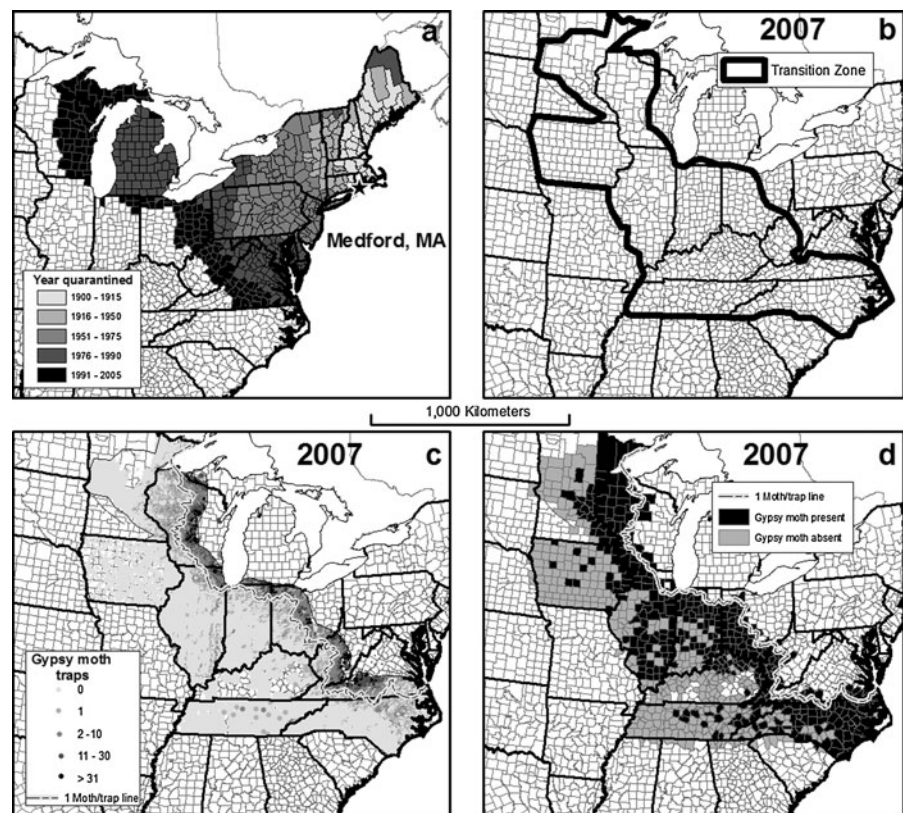 a
Medford, MA
Year quarantined
1900 - 1915
1916 - 1950
1951 - 1975
1976 - 1990
1991 - 2005
2007 b
Transition Zone
1,000 Kilometers
2007 c
Gypsy moth
traps
0
1
2 - 10
11 - 30
> 31
1 Moth/trap line
2007 d
1 Moth/trap line
Gypsy moth present
Gypsy moth absent